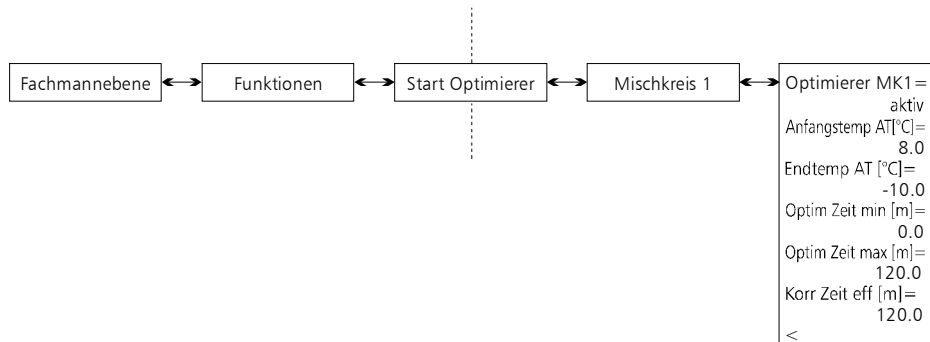 Fachmannebene
Funktionen
Start Optimierer
Mischkreis 1
Optimierer MK1=
aktiv
Anfangstemp AT[°C]=
8.0
Endtemp AT [°C]=
-10.0
Optim Zeit min [m]=
0.0
Optim Zeit max [m]=
120.0
Korr Zeit eff [m]=
120.0
<